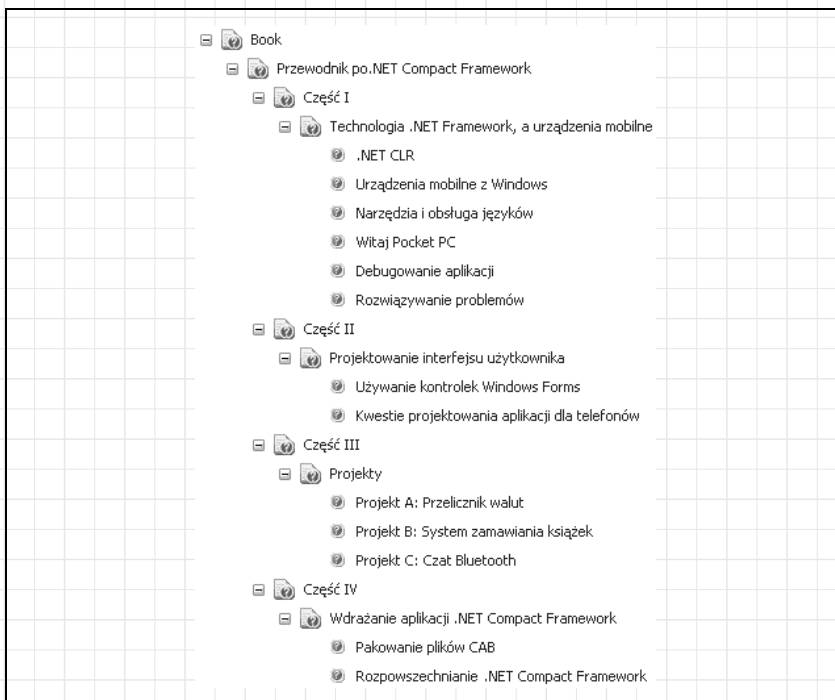 Book
Przewodnik po.NET Compact Framework
Część I
Technologia .NET Framework, a urządzenia mobilne
.NET CLR
Urządzenia mobilne z Windows
Narzędzia i obsługa języków
Witaj Pocket PC
Debugowanie aplikacji
Rozwiązywanie problemów
Część II
Projektowanie interfejsu użytkownika
Używanie kontrolek Windows Forms
Kwestie projektowania aplikacji dla telefonów
Część III
Projekty
Projekt A: Przelicznik walut
Projekt B: System zamawiania książek
Projekt C: Czat Bluetooth
Część IV
Wdrażanie aplikacji .NET Compact Framework
Pakowanie plików CAB
Rozpowszechnianie .NET Compact Framework